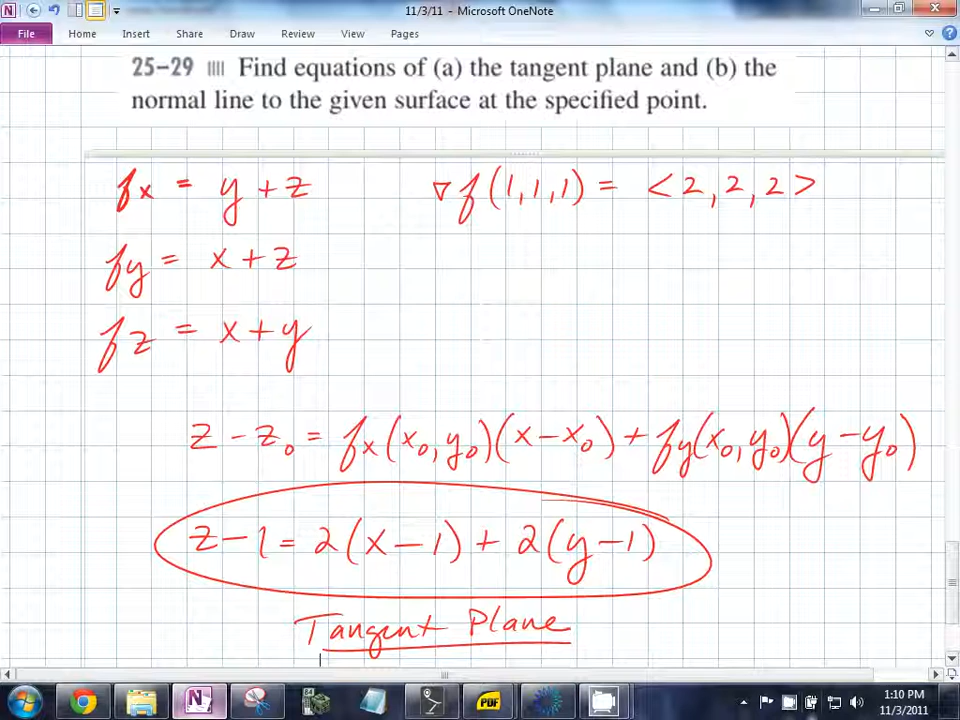 11/3/11 - Microsoft OneNote
File Home Insert Share Draw Review View Pages
25–29 Find equations of (a) the tangent plane and (b) the
normal line to the given surface at the specified point.
fx = y + z ∇f(1,1,1) = <2,2,2>
fy = x + z
fz = x + y
z - z₀ = fx(x₀,y₀)(x-x₀) + fy(x₀,y₀)(y-y₀)
z-1 = 2(x-1) + 2(y-1)
Tangent Plane
PDF
1:10 PM
11/3/2011